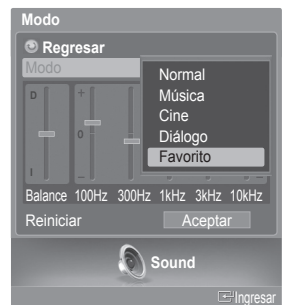 Modo
Regresar
Modo
Normal
Música
Cine
Diálogo
Favorito
D
+
0
I
–
–
Balance 100Hz 300Hz 1kHz 3kHz 10kHz
Reiniciar Aceptar
Sound
Ingresar